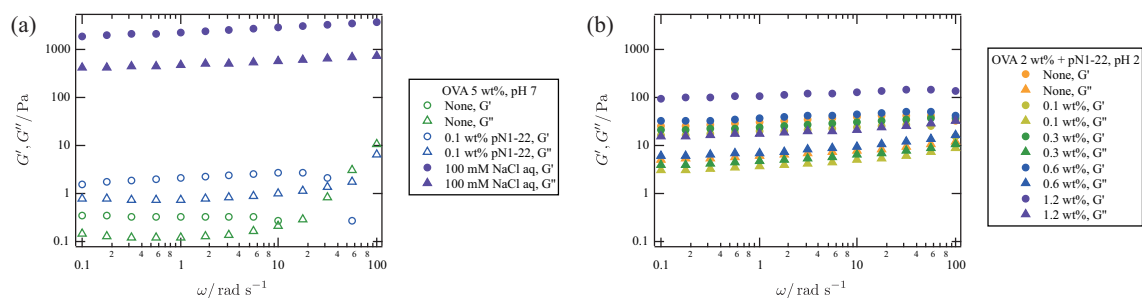 (a)
G′, G″/ Pa
1000
100
10
1
0.1
0.1
2
4
6
8
1
2
4
6
8
10
2
4
6
8
100
ω/ rad s⁻¹
OVA 5 wt%, pH 7
None, G'
None, G"
0.1 wt% pN1-22, G'
0.1 wt% pN1-22, G"
100 mM NaCl aq, G'
100 mM NaCl aq, G"
(b)
G′, G″/ Pa
1000
100
10
1
0.1
0.1
2
4
6
8
1
2
4
6
8
10
2
4
6
8
100
ω/ rad s⁻¹
OVA 2 wt% + pN1-22, pH 2
None, G'
None, G"
0.1 wt%, G'
0.1 wt%, G"
0.3 wt%, G'
0.3 wt%, G"
0.6 wt%, G'
0.6 wt%, G"
1.2 wt%, G'
1.2 wt%, G"